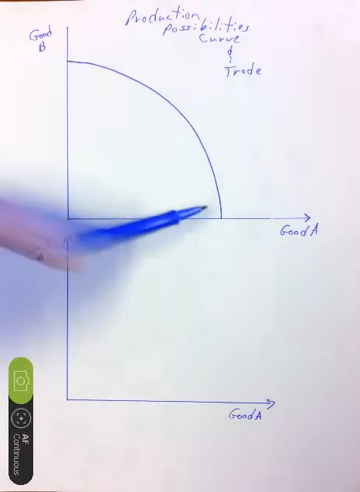 Production
Possibilities
Curve
&
Trade
Good
B
Good A
Good A
AF
Continuous